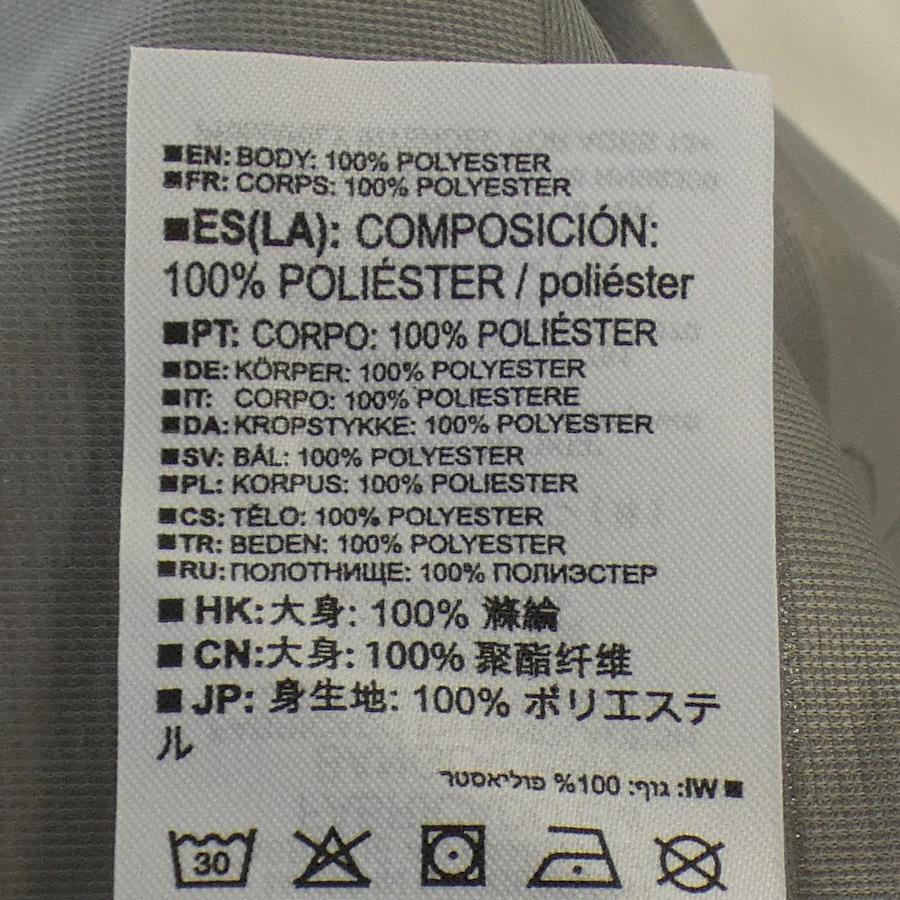 ■EN: BODY: 100% POLYESTER
■FR: CORPS: 100% POLYESTER
■ES(LA): COMPOSICIÓN:
100% POLIÉSTER / poliéster
■PT: CORPO: 100% POLIÉSTER
■DE: KÖRPER: 100% POLYESTER
■IT: CORPO: 100% POLIESTERE
■DA: KROPSTYKKE: 100% POLYESTER
■SV: BÅL: 100% POLYESTER
■PL: KORPUS: 100% POLIESTER
■CS: TĚLO: 100% POLYESTER
■TR: BEDEN: 100% POLYESTER
■RU: ПОЛОТНИЩЕ: 100% ПОЛИЭСТЕР
■ HK: 大身: 100% 滌綸
■ CN: 大身: 100% 聚酯纤维
■ JP: 身生地: 100% ポリエステ
ル
■ IW: גוף: 100% פוליאסטר
30